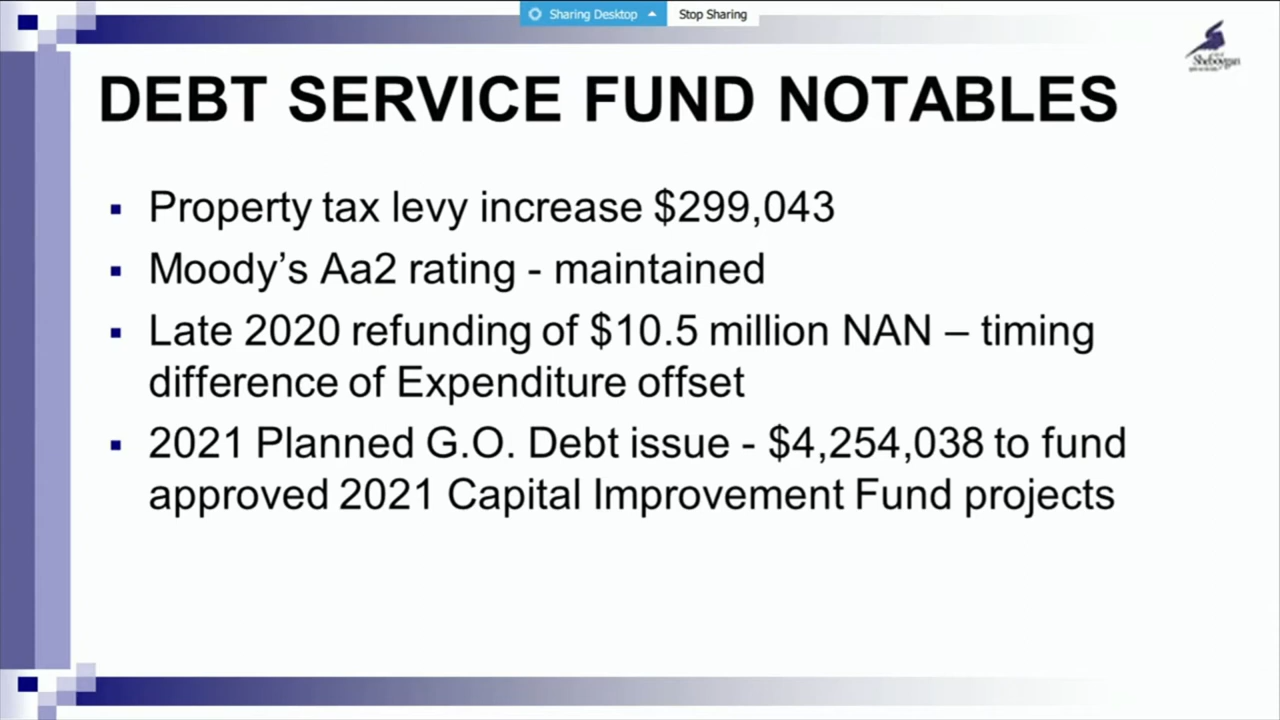 Sharing Desktop Stop Sharing
Sheboygan
DEBT SERVICE FUND NOTABLES
▪ Property tax levy increase $299,043
▪ Moody’s Aa2 rating - maintained
▪ Late 2020 refunding of $10.5 million NAN – timing
difference of Expenditure offset
▪ 2021 Planned G.O. Debt issue - $4,254,038 to fund
approved 2021 Capital Improvement Fund projects